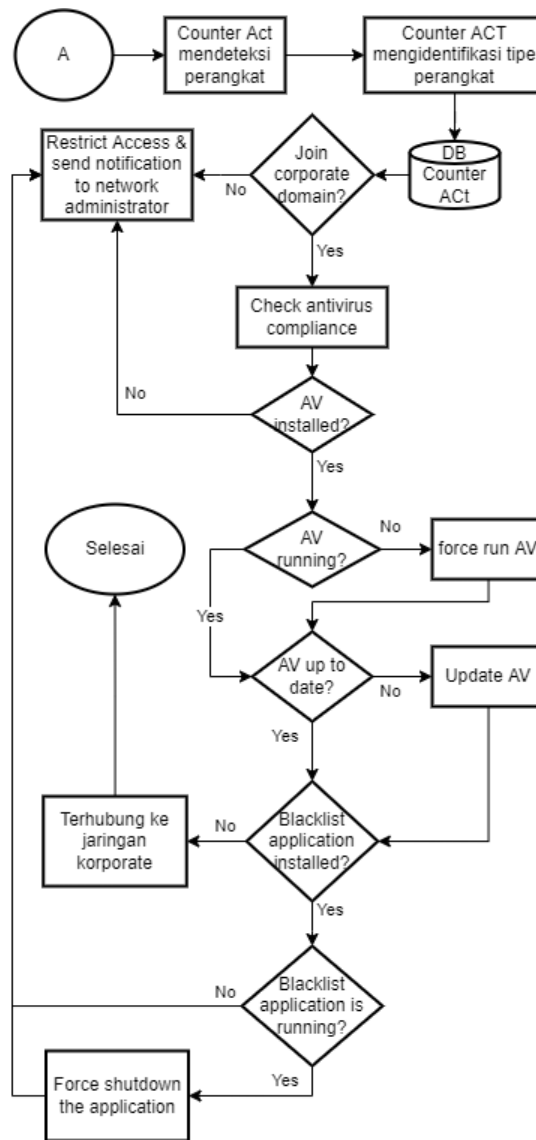 A
Counter Act
mendeteksi
perangkat
Counter ACT
mengidentifikasi tipe
perangkat
Restrict Access &
send notification
to network
administrator
No
Join
corporate
domain?
DB
Counter
ACt
Yes
Check antivirus
compliance
No
AV
installed?
Yes
Selesai
AV
running?
No
force run AV
Yes
AV up to
date?
No
Update AV
Yes
Terhubung ke
jaringan
korporate
No
Blacklist
application
installed?
Yes
No
Blacklist
application is
running?
Yes
Force shutdown
the application